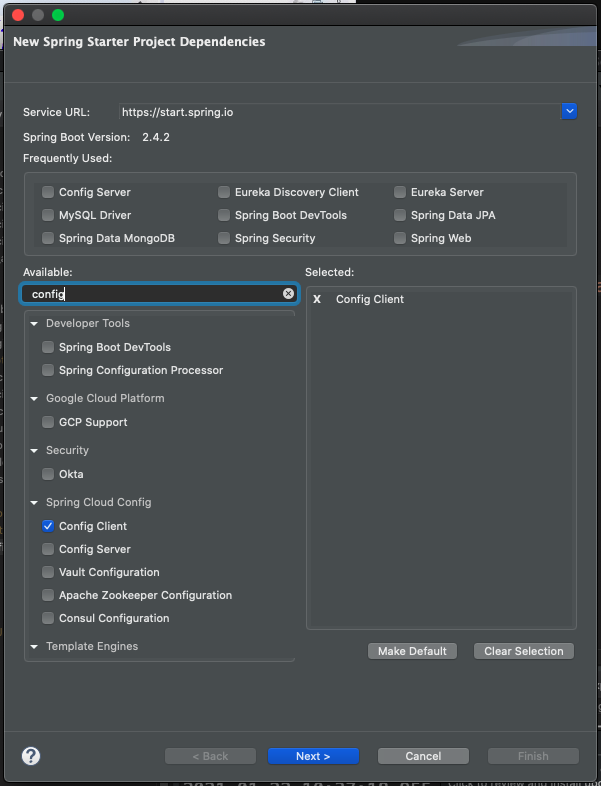 New Spring Starter Project Dependencies
Service URL: https://start.spring.io
Spring Boot Version: 2.4.2
Frequently Used:
Config Server Eureka Discovery Client Eureka Server
MySQL Driver Spring Boot DevTools Spring Data JPA
Spring Data MongoDB Spring Security Spring Web
Available:
config
Developer Tools
Spring Boot DevTools
Spring Configuration Processor
Google Cloud Platform
GCP Support
Security
Okta
Spring Cloud Config
Config Client
Config Server
Vault Configuration
Apache Zookeeper Configuration
Consul Configuration
Template Engines
Selected:
X Config Client
Make Default Clear Selection
? < Back Next > Cancel Finish